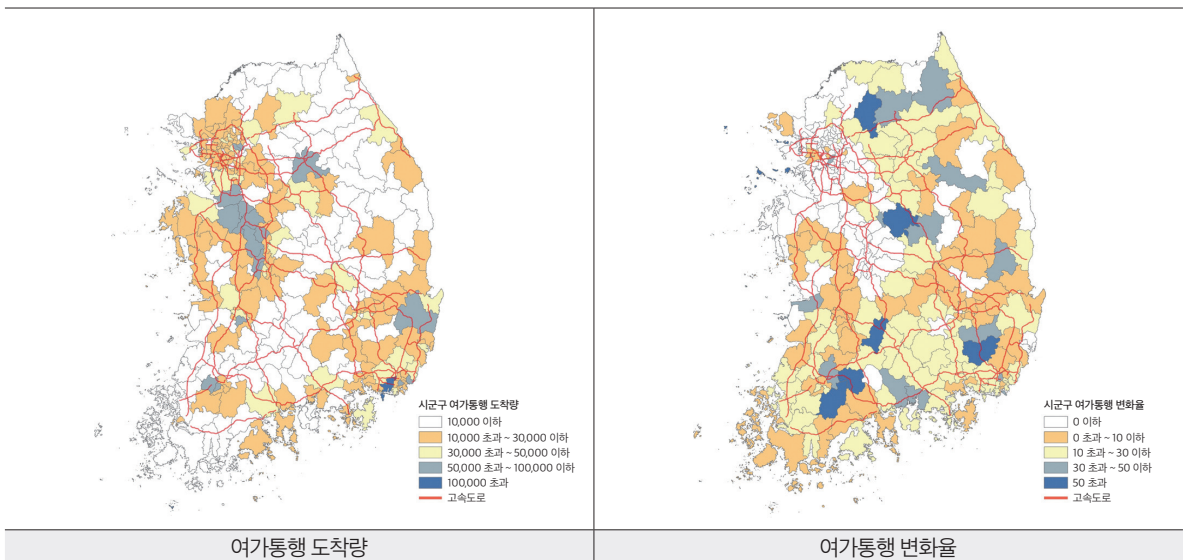 시군구 여가통행 도착량
10,000 이하
10,000 초과 ~ 30,000 이하
30,000 초과 ~ 50,000 이하
50,000 초과 ~ 100,000 이하
100,000 초과
고속도로
시군구 여가통행 변화율
0 이하
0 초과 ~ 10 이하
10 초과 ~ 30 이하
30 초과 ~ 50 이하
50 초과
고속도로
여가통행 도착량
여가통행 변화율